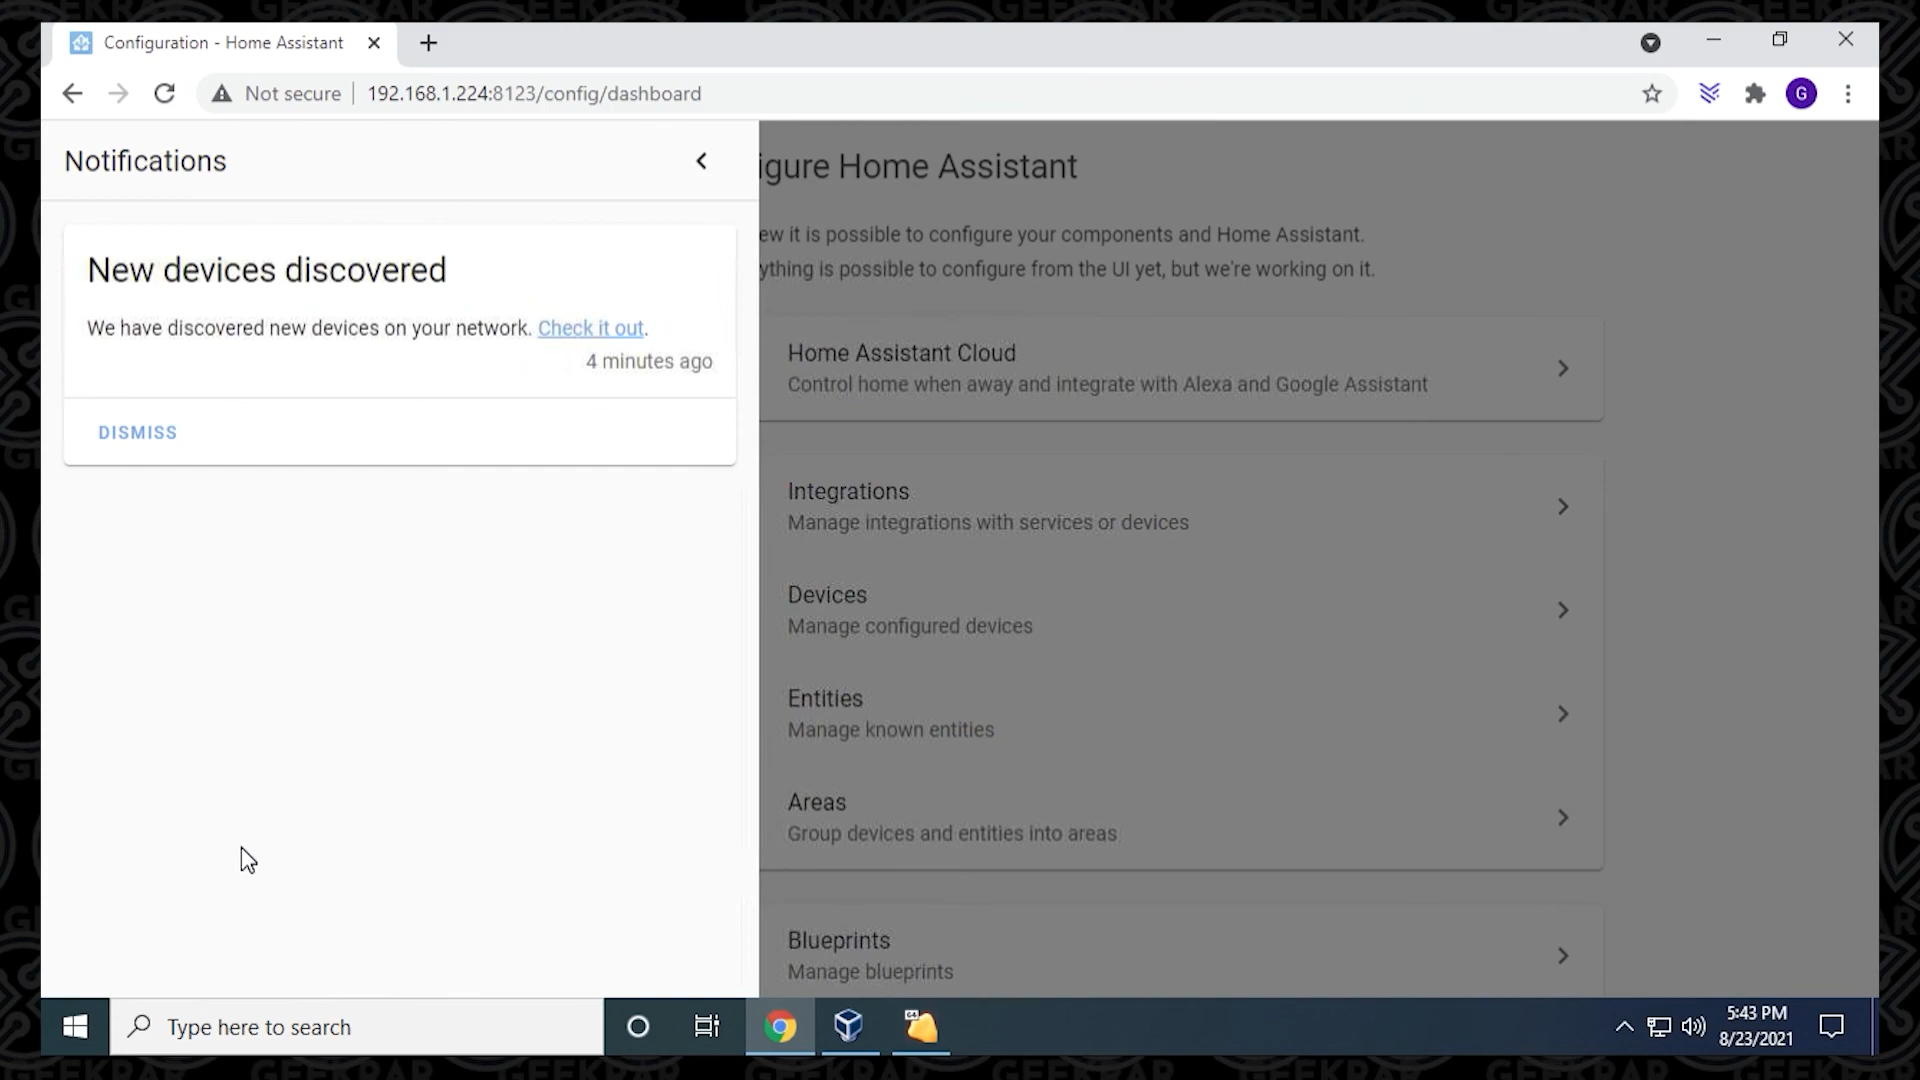 Configuration - Home Assistant
Not secure
192.168.1.224:8123/config/dashboard
G
Notifications
New devices discovered
We have discovered new devices on your network. Check it out.
4 minutes ago
DISMISS
igure Home Assistant
ew it is possible to configure your components and Home Assistant.
ything is possible to configure from the UI yet, but we're working on it.
Home Assistant Cloud
Control home when away and integrate with Alexa and Google Assistant
Integrations
Manage integrations with services or devices
Devices
Manage configured devices
Entities
Manage known entities
Areas
Group devices and entities into areas
Blueprints
Manage blueprints
Type here to search
64
5:43 PM
8/23/2021